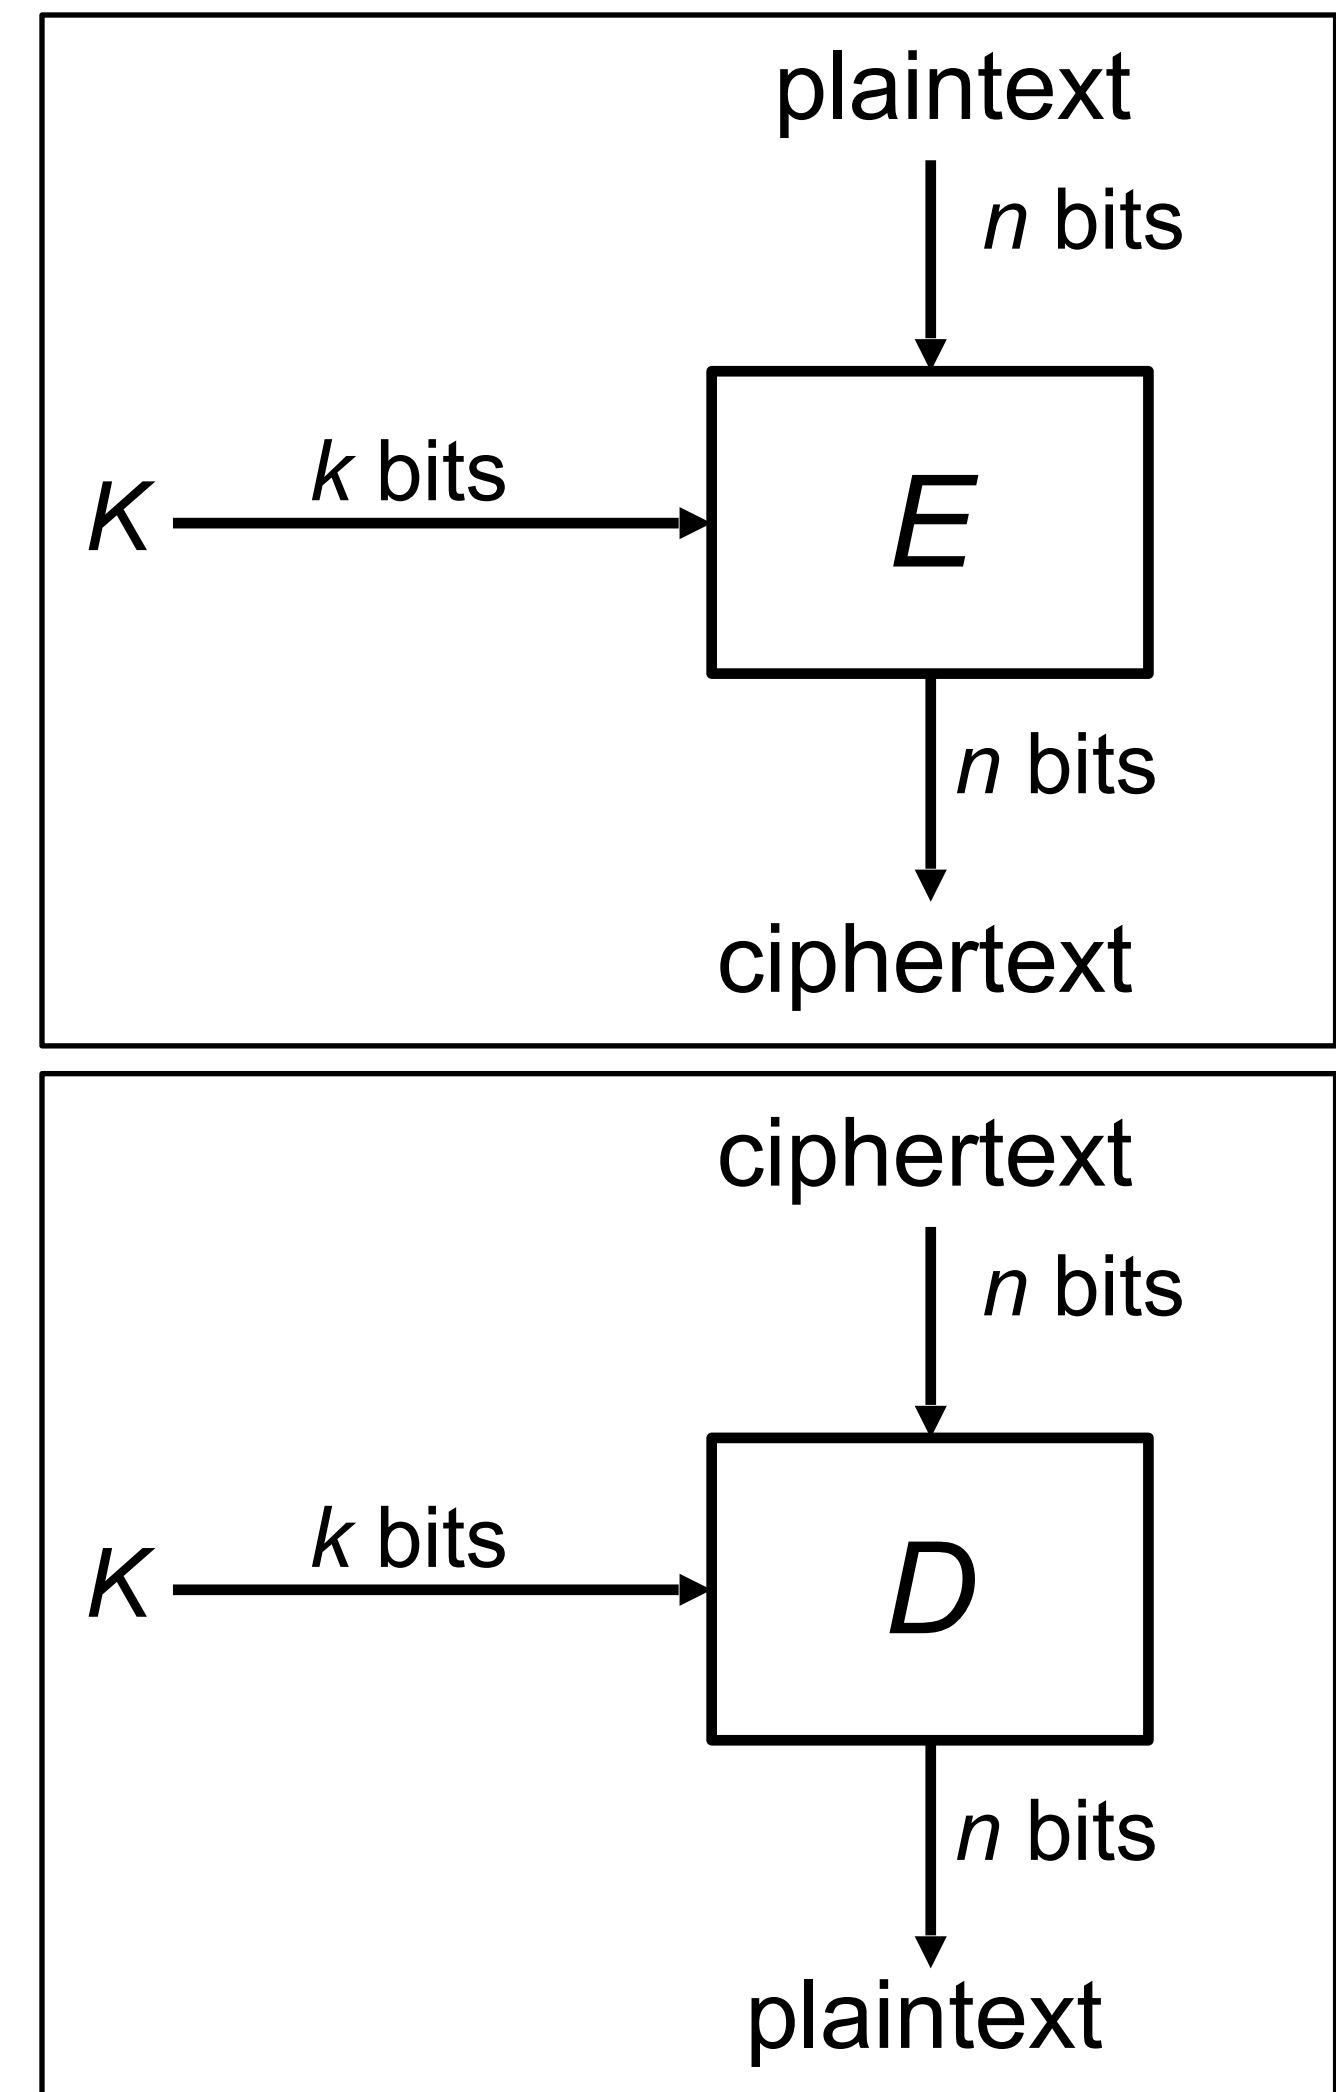 plaintext
n bits
k bits
K
E
n bits
ciphertext
ciphertext
n bits
k bits
K
D
n bits
plaintext